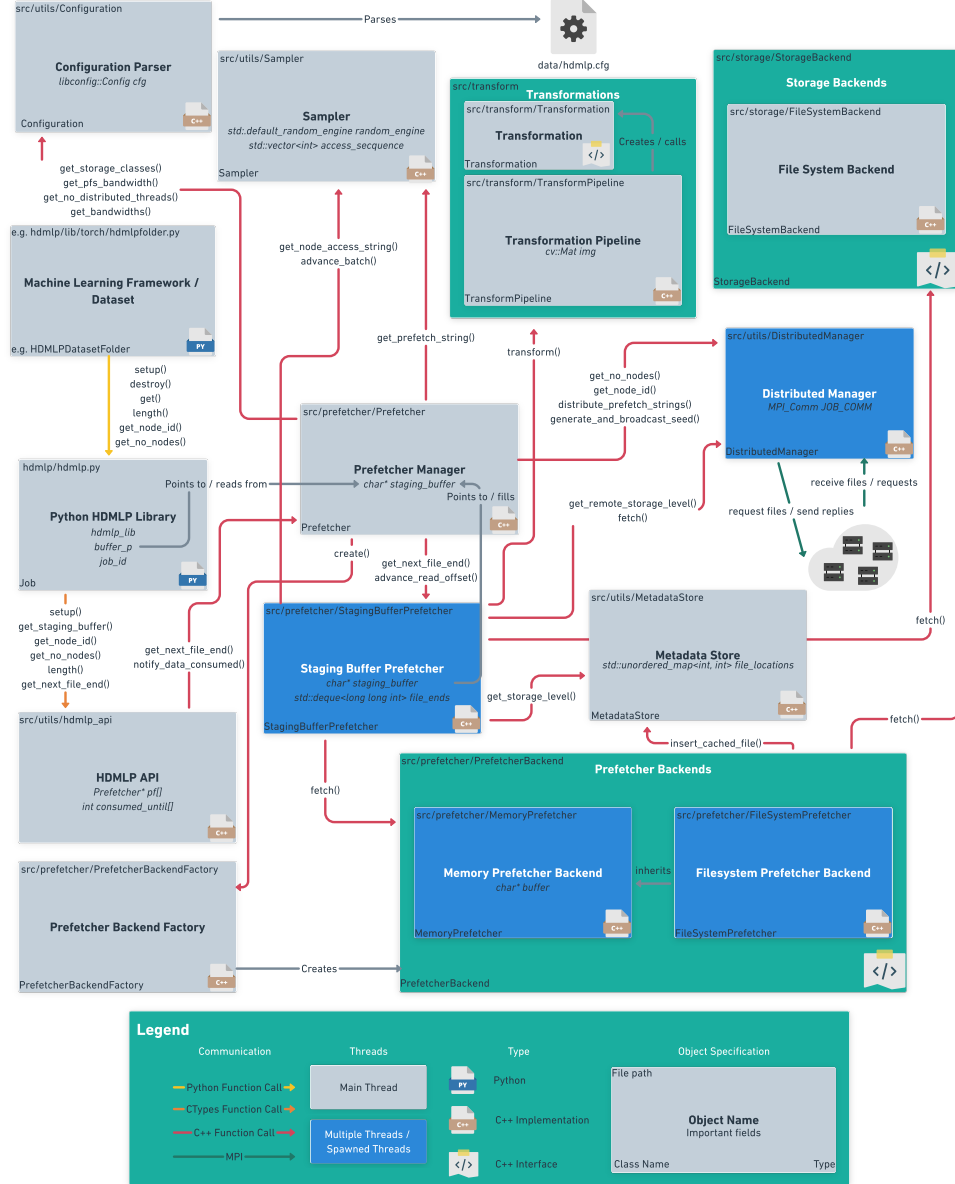 src/utils/Configuration
Configuration Parser
libconfig::Config cfg
Configuration
C++
Parses
data/hdmlp.cfg
src/utils/Sampler
Sampler
std::default_random_engine random_engine
std::vector<int> access_secquence
Sampler
C++
src/transform
Transformations
src/transform/Transformation
Transformation
Transformation
</>
Creates / calls
src/transform/TransformPipeline
Transformation Pipeline
cv::Mat img
TransformPipeline
C++
src/storage/StorageBackend
Storage Backends
src/storage/FileSystemBackend
File System Backend
FileSystemBackend
C++
StorageBackend
</>
get_storage_classes()
get_pfs_bandwidth()
get_no_distributed_threads()
get_bandwidths()
e.g. hdmlp/lib/torch/hdmlpfolder.py
Machine Learning Framework /
Dataset
e.g. HDMLPDatasetFolder
PY
get_node_access_string()
advance_batch()
get_prefetch_string()
transform()
setup()
destroy()
get()
length()
get_node_id()
get_no_nodes()
get_no_nodes()
get_node_id()
distribute_prefetch_strings()
generate_and_broadcast_seed()
src/utils/DistributedManager
Distributed Manager
MPI_Comm JOB_COMM
DistributedManager
C++
src/prefetcher/Prefetcher
Prefetcher Manager
char* staging_buffer
Points to / fills
Prefetcher
C++
hdmlp/hdmlp.py
Points to / reads from
Python HDMLP Library
hdmlp_lib
buffer_p
job_id
Job
PY
get_remote_storage_level()
fetch()
receive files / requests
request files / send replies
create()
get_next_file_end()
advance_read_offset()
setup()
get_staging_buffer()
get_node_id()
get_no_nodes()
length()
get_next_file_end()
get_next_file_end()
notify_data_consumed()
src/prefetcher/StagingBufferPrefetcher
Staging Buffer Prefetcher
char* staging_buffer
std::deque<long long int> file_ends
StagingBufferPrefetcher
C++
get_storage_level()
src/utils/MetadataStore
Metadata Store
std::unordered_map<int, int> file_locations
MetadataStore
C++
fetch()
fetch()
insert_cached_file()
src/utils/hdmlp_api
HDMLP API
Prefetcher* pf[]
int consumed_until[]
C++
fetch()
src/prefetcher/PrefetcherBackend
Prefetcher Backends
src/prefetcher/MemoryPrefetcher
Memory Prefetcher Backend
char* buffer
MemoryPrefetcher
C++
inherits
src/prefetcher/FileSystemPrefetcher
Filesystem Prefetcher Backend
FileSystemPrefetcher
C++
PrefetcherBackend
</>
src/prefetcher/PrefetcherBackendFactory
Prefetcher Backend Factory
PrefetcherBackendFactory
C++
Creates
Legend
Communication
Threads
Type
Object Specification
Python Function Call
CTypes Function Call
C++ Function Call
MPI
Main Thread
Multiple Threads /
Spawned Threads
PY
Python
C++
C++ Implementation
</>
C++ Interface
File path
Object Name
Important fields
Class Name
Type